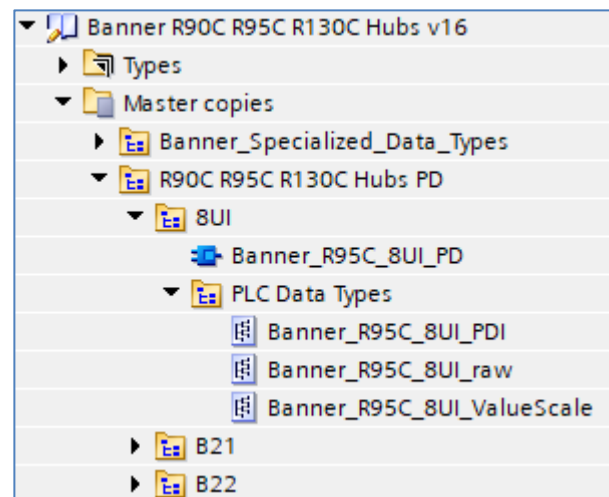 Banner R90C R95C R130C Hubs v16
Types
Master copies
Banner_Specialized_Data_Types
R90C R95C R130C Hubs PD
8UI
Banner_R95C_8UI_PD
PLC Data Types
Banner_R95C_8UI_PDI
Banner_R95C_8UI_raw
Banner_R95C_8UI_ValueScale
B21
B22